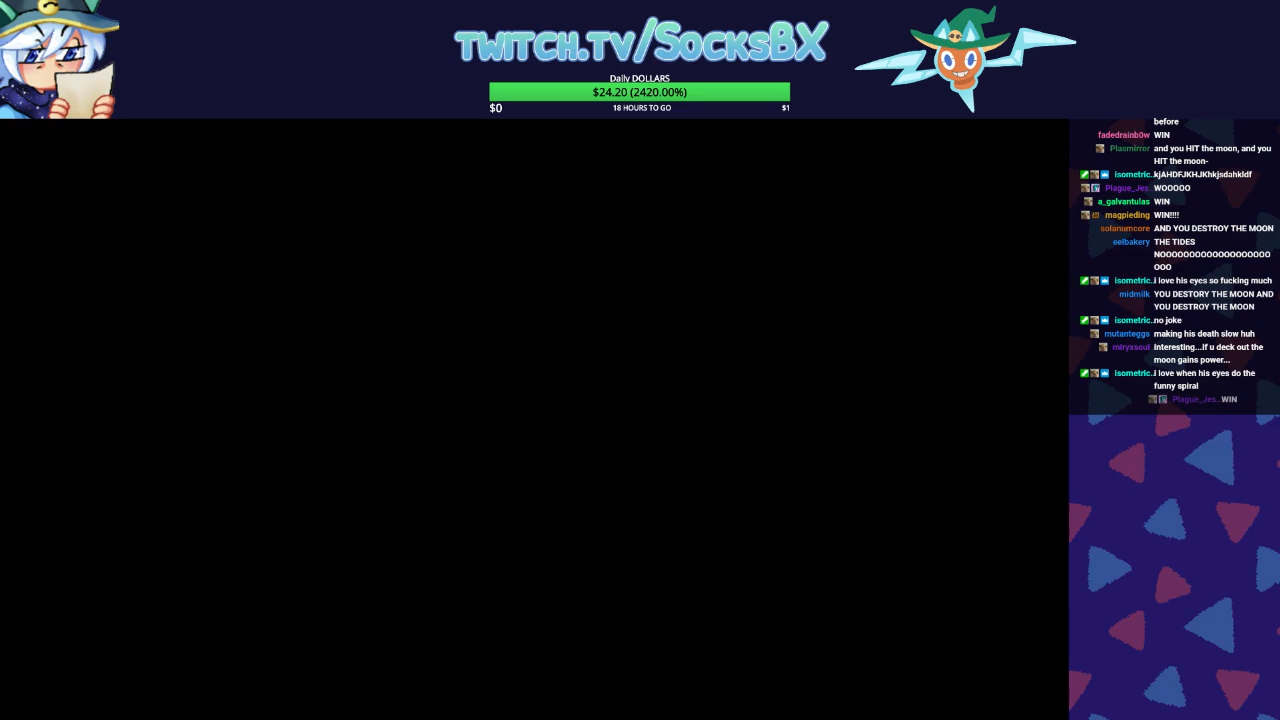 TWITCH.TV/SOCKSBX
Daily DOLLARS
$24.20 (2420.00%)
$0
18 HOURS TO GO
$1
before
fadedrainb0w WIN
Plasmirror and you HIT the moon, and you
HIT the moon-
isometric.. kjAHDFJKHJKhkjsdahkldf
Plague_Jes.. WOOOOO
a_galvantulas WIN
magpieding WIN!!!!
solanumcore AND YOU DESTROY THE MOON
eelbakery THE TIDES
NOOOOOOOOOOOOOOOOOOO
OOO
isometric.. i love his eyes so fucking much
midmilk YOU DESTORY THE MOON AND
YOU DESTROY THE MOON
isometric.. no joke
mutanteggs making his death slow huh
miryxsoul interesting...if u deck out the
moon gains power...
isometric.. i love when his eyes do the
funny spiral
Plague_Jes.. WIN